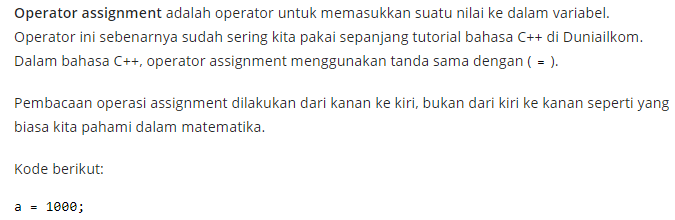 Operator assignment adalah operator untuk memasukkan suatu nilai ke dalam variabel.
Operator ini sebenarnya sudah sering kita pakai sepanjang tutorial bahasa C++ di Duniailkom.
Dalam bahasa C++, operator assignment menggunakan tanda sama dengan ( = ).
Pembacaan operasi assignment dilakukan dari kanan ke kiri, bukan dari kiri ke kanan seperti yang
biasa kita pahami dalam matematika.
Kode berikut:
a = 1000;